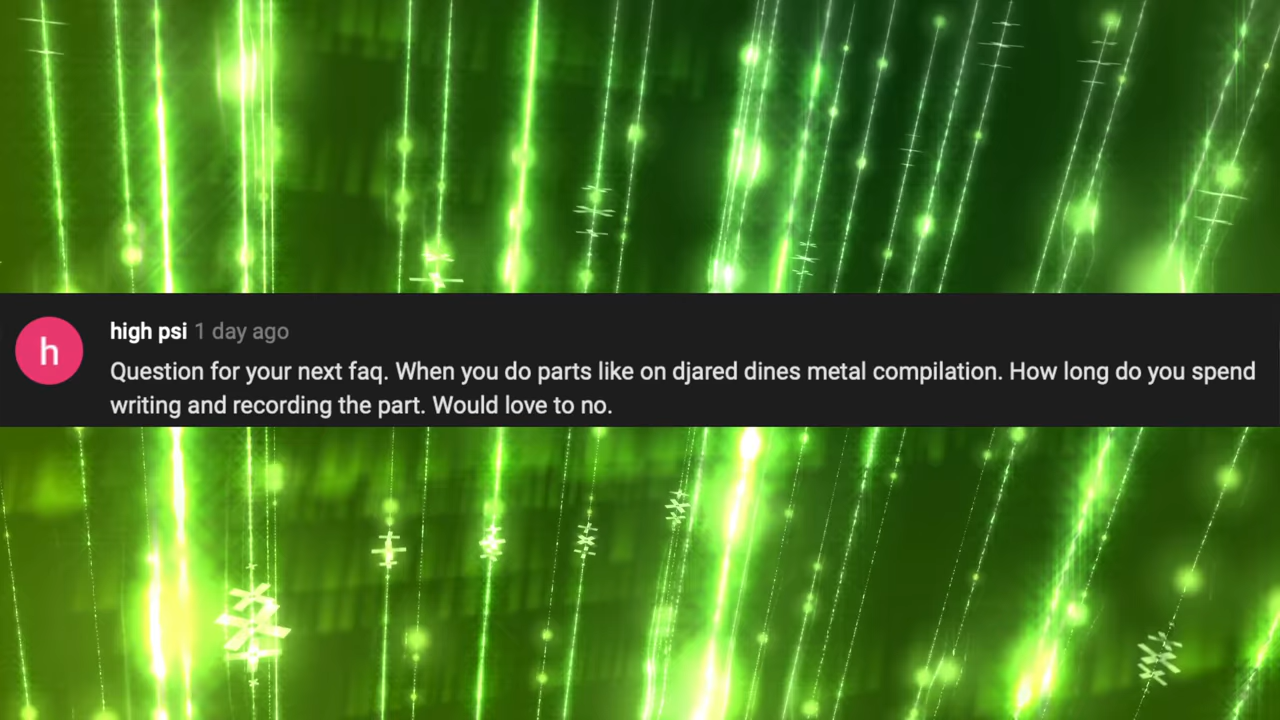 h
high psi 1 day ago
Question for your next faq. When you do parts like on djared dines metal compilation. How long do you spend
writing and recording the part. Would love to no.